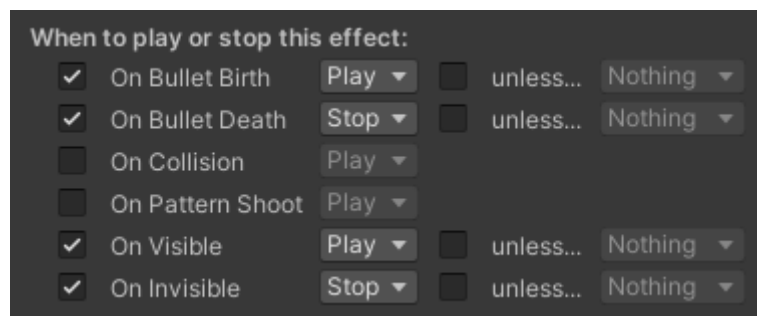 When to play or stop this effect:
On Bullet Birth Play unless... Nothing
On Bullet Death Stop unless... Nothing
On Collision Play
On Pattern Shoot Play
On Visible Play unless... Nothing
On Invisible Stop unless... Nothing